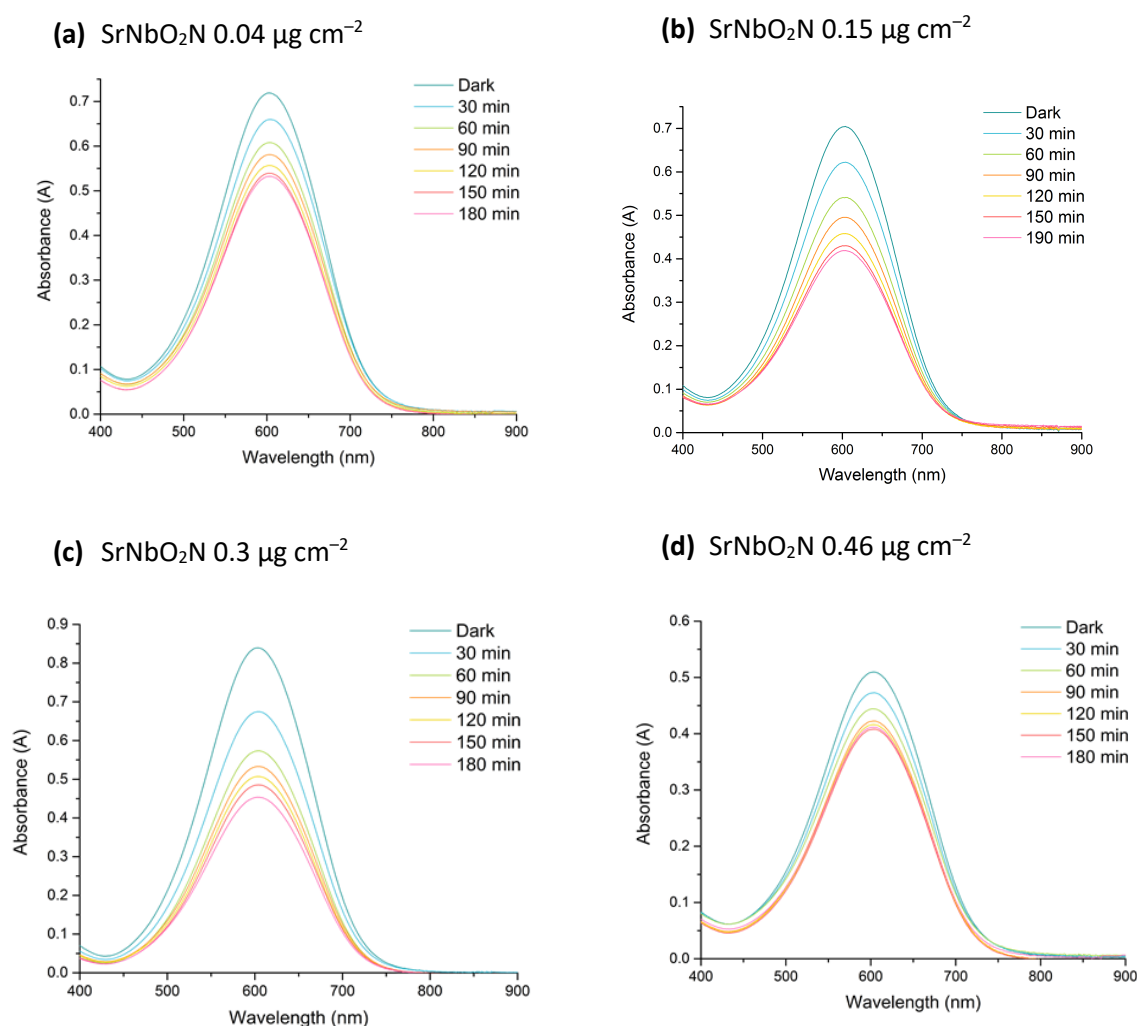 (a) SrNbO₂N 0.04 µg cm⁻²
Absorbance (A)
0.7
0.6
0.5
0.4
0.3
0.2
0.1
0.0
400 500 600 700 800 900
Wavelength (nm)
Dark
30 min
60 min
90 min
120 min
150 min
180 min
(b) SrNbO₂N 0.15 µg cm⁻²
Absorbance (A)
0.7
0.6
0.5
0.4
0.3
0.2
0.1
0.0
400 500 600 700 800 900
Wavelength (nm)
Dark
30 min
60 min
90 min
120 min
150 min
190 min
(c) SrNbO₂N 0.3 µg cm⁻²
Absorbance (A)
0.9
0.8
0.7
0.6
0.5
0.4
0.3
0.2
0.1
0.0
400 500 600 700 800 900
Wavelength (nm)
Dark
30 min
60 min
90 min
120 min
150 min
180 min
(d) SrNbO₂N 0.46 µg cm⁻²
Absorbance (A)
0.6
0.5
0.4
0.3
0.2
0.1
0.0
400 500 600 700 800 900
Wavelength (nm)
Dark
30 min
60 min
90 min
120 min
150 min
180 min